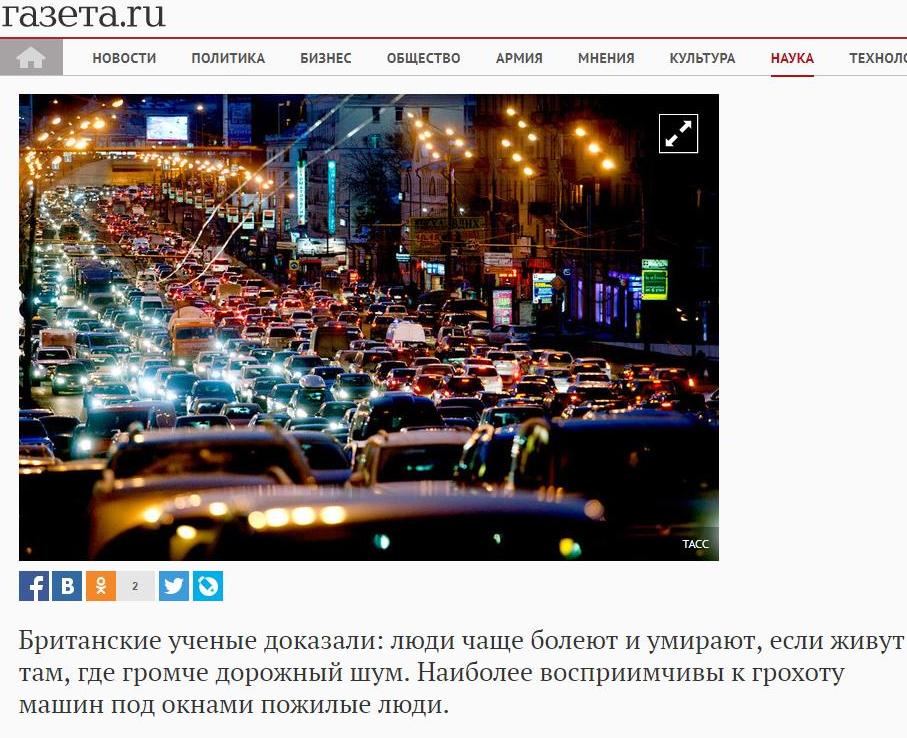 газета.ru
НОВОСТИ ПОЛИТИКА БИЗНЕС ОБЩЕСТВО АРМИЯ МНЕНИЯ КУЛЬТУРА НАУКА ТЕХНОЛО
ТАСС
2
Британские ученые доказали: люди чаще болеют и умирают, если живут
там, где громче дорожный шум. Наиболее восприимчивы к грохоту
машин под окнами пожилые люди.